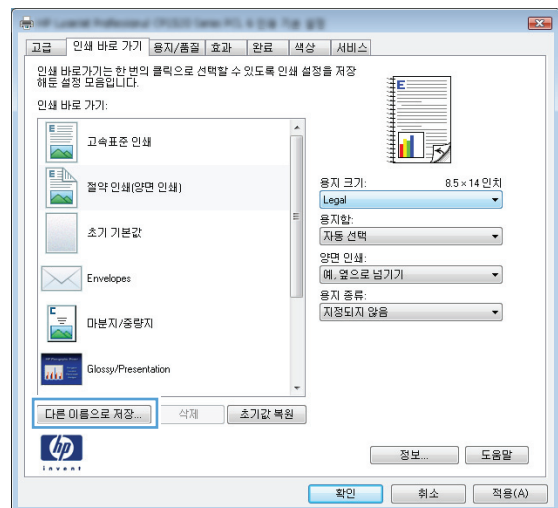 고급 인쇄 바로 가기 용지/품질 효과 완료 색상 서비스
인쇄 바로가기는 한 번의 클릭으로 선택할 수 있도록 인쇄 설정을 저장
해둔 설정 모음입니다.
인쇄 바로 가기:
고속표준 인쇄
절약 인쇄(양면 인쇄)
초기 기본값
Envelopes
마분지/중량지
Glossy/Presentation
다른 이름으로 저장... 삭제 초기값 복원
용지 크기: 8.5 × 14 인치
Legal
용지함:
자동 선택
양면 인쇄:
예, 옆으로 넘기기
용지 종류:
지정되지 않음
hp
invent
정보... 도움말
확인 취소 적용(A)